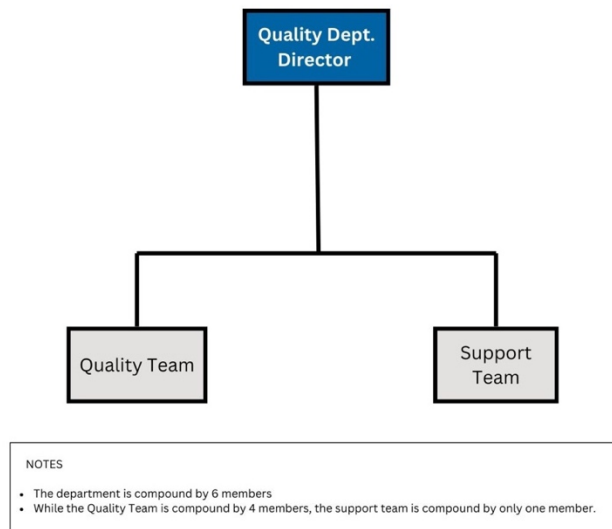 Quality Dept.
Director
Quality Team
Support
Team
NOTES
• The department is compound by 6 members
• While the Quality Team is compound by 4 members, the support team is compound by only one member.